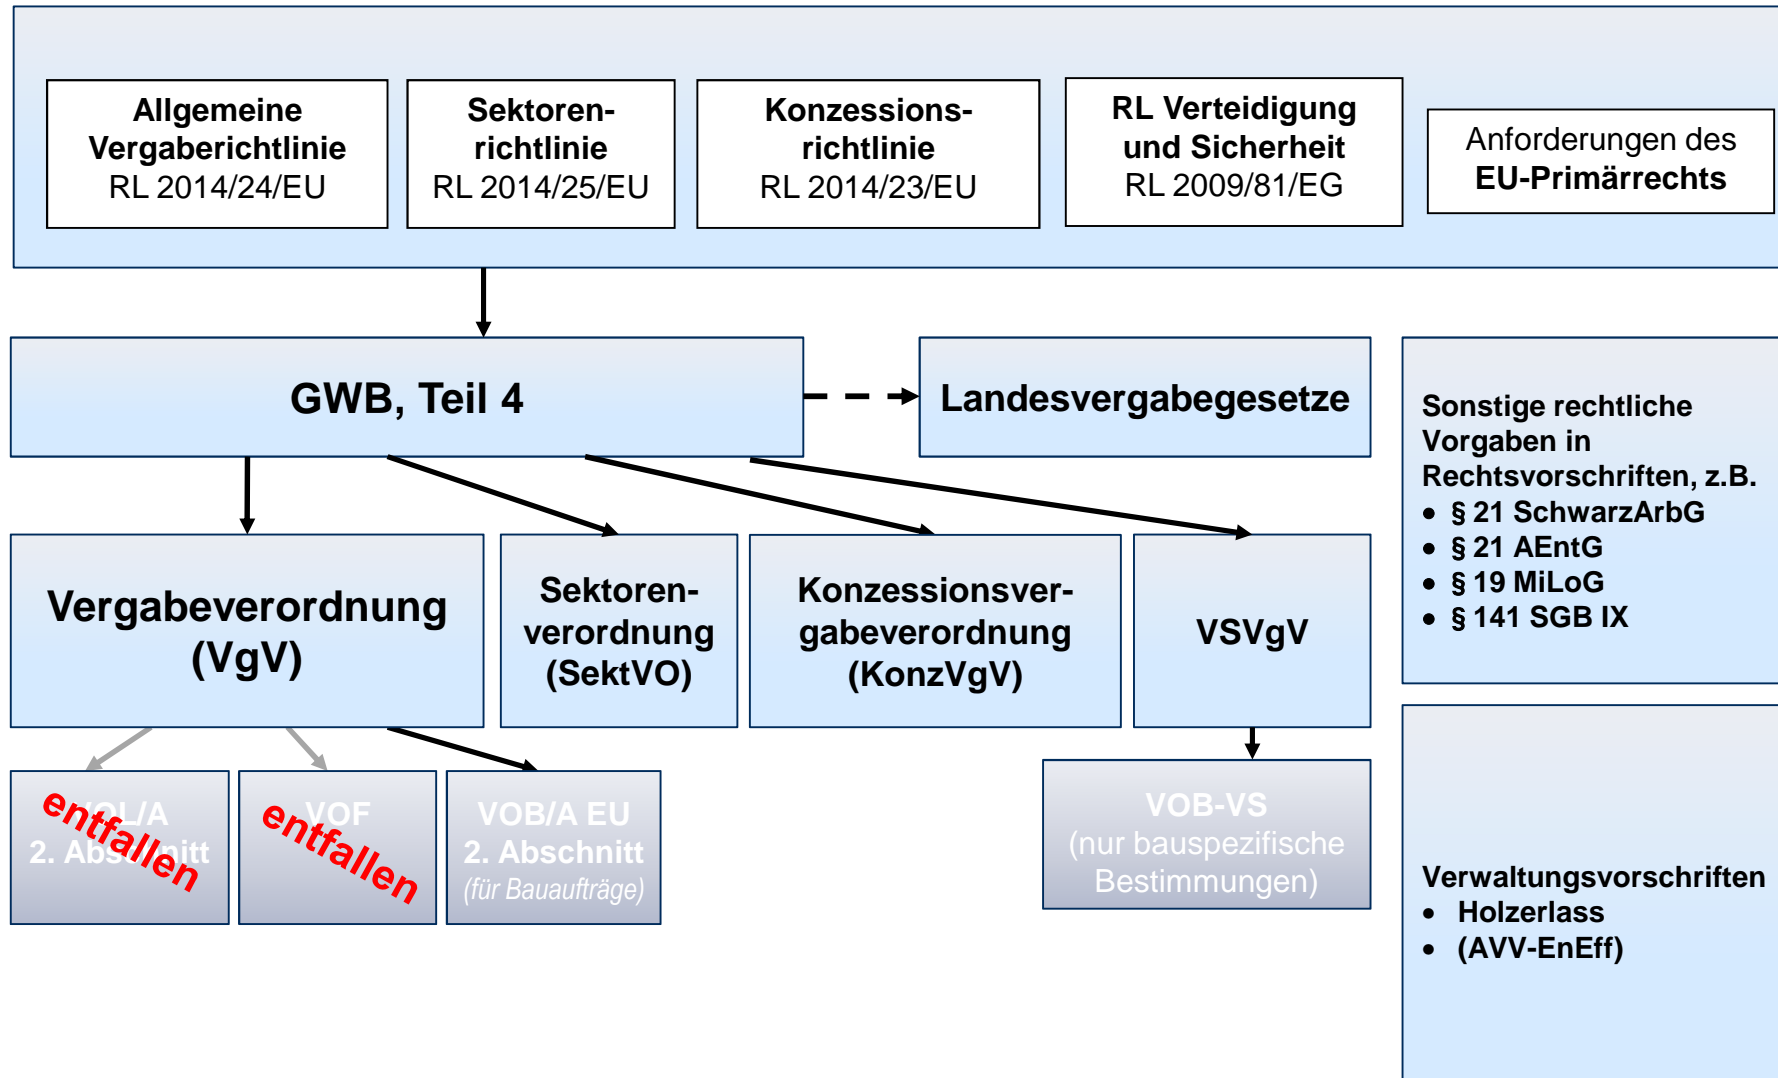 Allgemeine
Vergaberichtlinie
RL 2014/24/EU
Sektoren-
richtlinie
RL 2014/25/EU
Konzessions-
richtlinie
RL 2014/23/EU
RL Verteidigung
und Sicherheit
RL 2009/81/EG
Anforderungen des
EU-Primärrechts
GWB, Teil 4
Landesvergabegesetze
Sonstige rechtliche
Vorgaben in
Rechtsvorschriften, z.B.
• § 21 SchwarzArbG
• § 21 AEntG
• § 19 MiLoG
• § 141 SGB IX
Vergabeverordnung
(VgV)
Sektoren-
verordnung
(SektVO)
Konzessionsver-
gabeverordnung
(KonzVgV)
VSVgV
VOL/A
2. Abschnitt
entfallen
VOF
entfallen
VOB/A EU
2. Abschnitt
(für Bauaufträge)
VOB-VS
(nur bauspezifische
Bestimmungen)
Verwaltungsvorschriften
• Holzerlass
• (AVV-EnEff)